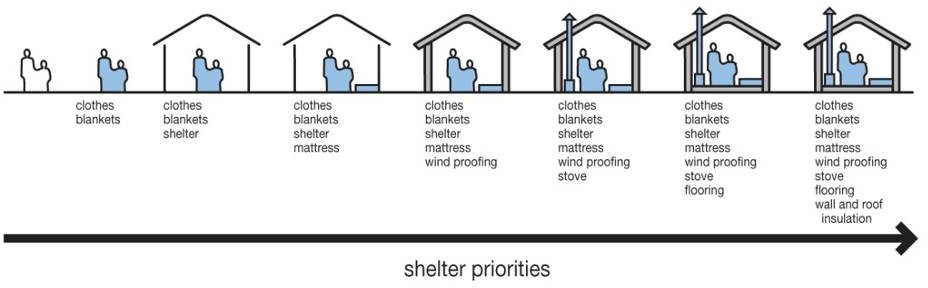 clothes
blankets
clothes
blankets
shelter
clothes
blankets
shelter
mattress
clothes
blankets
shelter
mattress
wind proofing
clothes
blankets
shelter
mattress
wind proofing
stove
clothes
blankets
shelter
mattress
wind proofing
stove
flooring
clothes
blankets
shelter
mattress
wind proofing
stove
flooring
wall and roof
insulation
shelter priorities